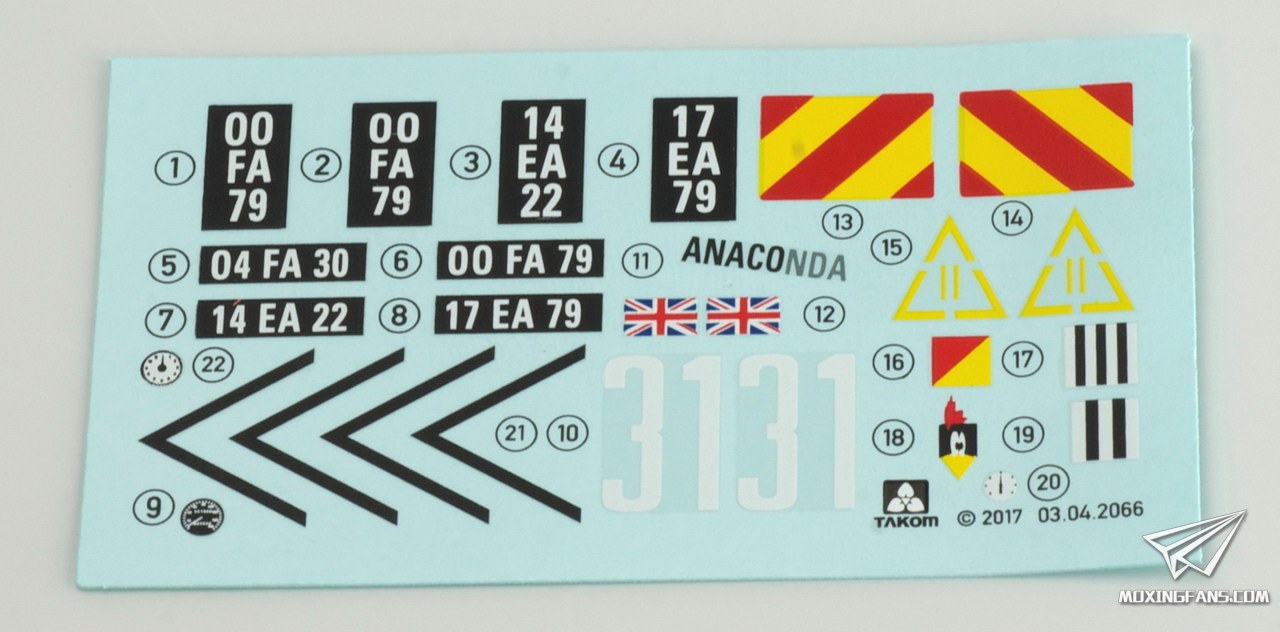 1
00
FA
79
2
00
FA
79
3
14
EA
22
4
17
EA
79
13
14
5
04 FA 30
6
00 FA 79
11
ANACONDA
15
7
14 EA 22
8
17 EA 79
12
22
16
17
21
10
3131
18
19
9
20
TAKOM
© 2017 03.04.2066
MOXINGFANS.COM